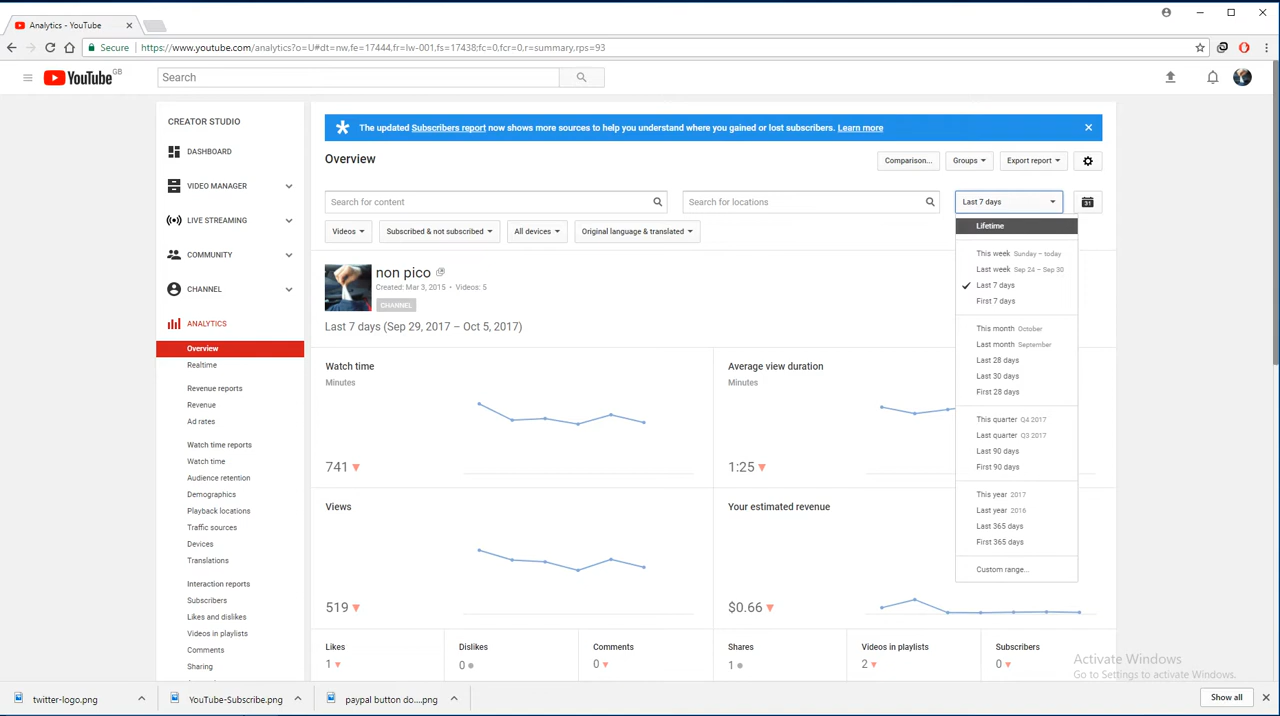 Analytics - YouTube
Secure
https://www.youtube.com/analytics?o=U#dt=nw,fe=17444,fr=lw-001,fs=17438;fc=0,fcr=0,r=summary.rps=93
YouTube GB
Search
CREATOR STUDIO
DASHBOARD
VIDEO MANAGER
LIVE STREAMING
COMMUNITY
CHANNEL
ANALYTICS
Overview
Realtime
Revenue reports
Revenue
Ad rates
Watch time reports
Watch time
Audience retention
Demographics
Playback locations
Traffic sources
Devices
Translations
Interaction reports
Subscribers
Likes and dislikes
Videos in playlists
Comments
Sharing
The updated Subscribers report now shows more sources to help you understand where you gained or lost subscribers. Learn more
Overview
Comparison...
Groups
Export report
Search for content
Search for locations
Last 7 days
31
Videos
Subscribed & not subscribed
All devices
Original language & translated
Lifetime
This week Sunday – today
Last week Sep 24 – Sep 30
Last 7 days
First 7 days
This month October
Last month September
Last 28 days
Last 30 days
First 28 days
This quarter Q4 2017
Last quarter Q3 2017
Last 90 days
First 90 days
This year 2017
Last year 2016
Last 365 days
First 365 days
Custom range...
non pico
Created: Mar 3, 2015 • Videos: 5
CHANNEL
Last 7 days (Sep 29, 2017 – Oct 5, 2017)
Watch time
Minutes
741
Average view duration
Minutes
1:25
Views
519
Your estimated revenue
$0.66
Likes
1
Dislikes
0
Comments
0
Shares
1
Videos in playlists
2
Subscribers
0
Activate Windows
Go to Settings to activate Windows.
twitter-logo.png
YouTube-Subscribe.png
paypal button do....png
Show all